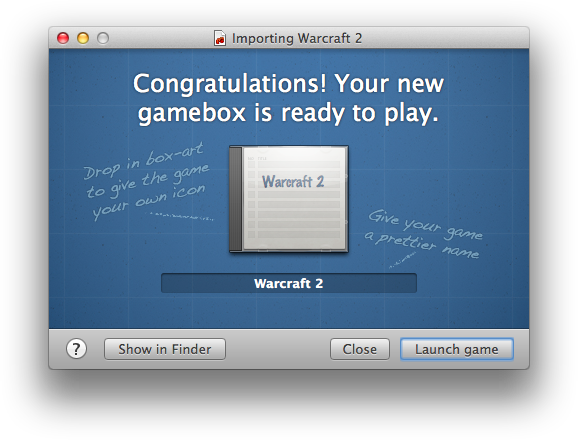 Importing Warcraft 2
Congratulations! Your new
gamebox is ready to play.
Drop in box-art
to give the game
your own icon
Warcraft 2
Give your game
a prettier name
Warcraft 2
?
Show in Finder
Close
Launch game